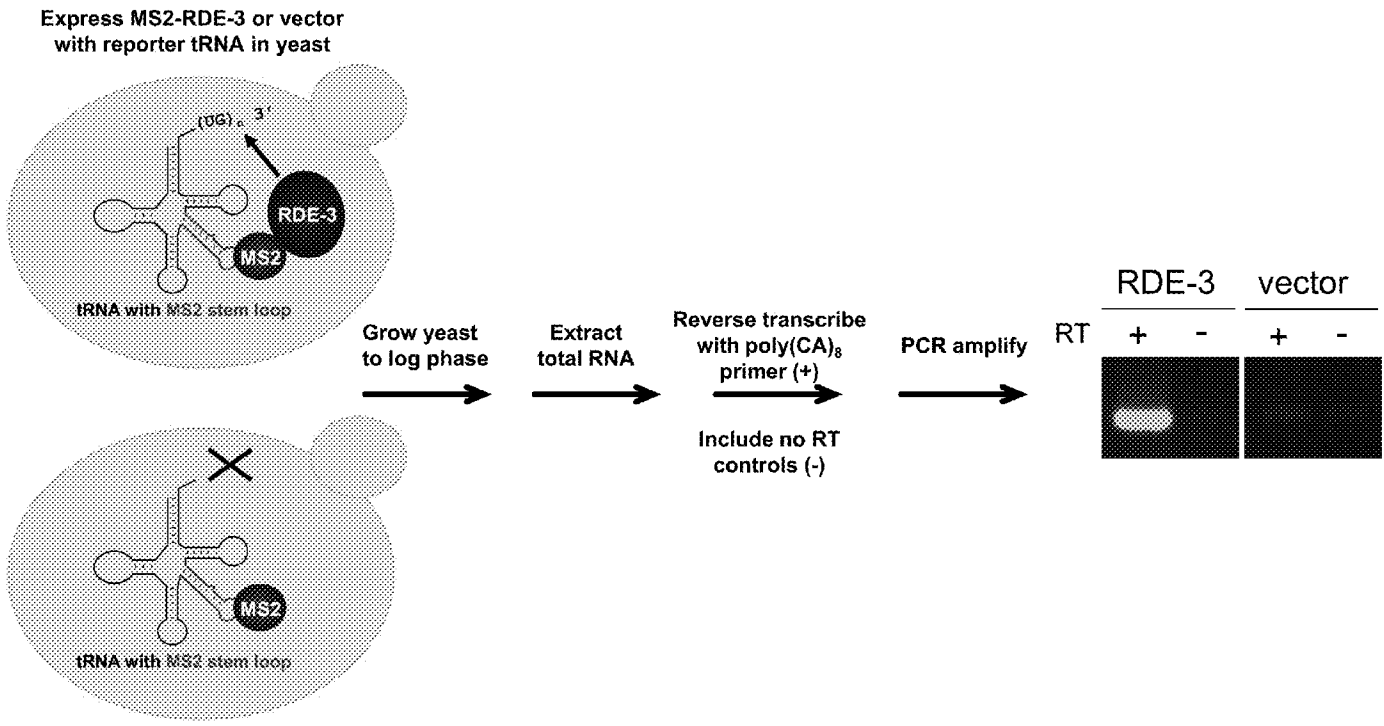 Express MS2-RDE-3 or vector
with reporter tRNA in yeast
(UG)n 3'
RDE-3
MS2
tRNA with MS2 stem loop
MS2
tRNA with MS2 stem loop
Grow yeast
to log phase
Extract
total RNA
Reverse transcribe
with poly(CA)₈
primer (+)
Include no RT
controls (-)
PCR amplify
RDE-3 vector
RT + - + -